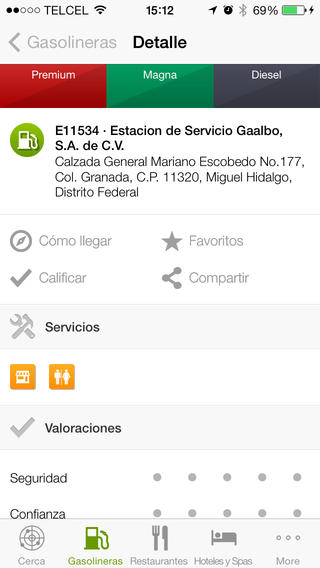 TELCEL 15:12 69%
Gasolineras Detalle
Premium Magna Diesel
E11534 · Estacion de Servicio Gaalbo,
S.A. de C.V.
Calzada General Mariano Escobedo No.177,
Col. Granada, C.P. 11320, Miguel Hidalgo,
Distrito Federal
Cómo llegar Favoritos
Calificar Compartir
Servicios
Valoraciones
Seguridad
Confianza
Cerca Gasolineras Restaurantes Hoteles y Spas More